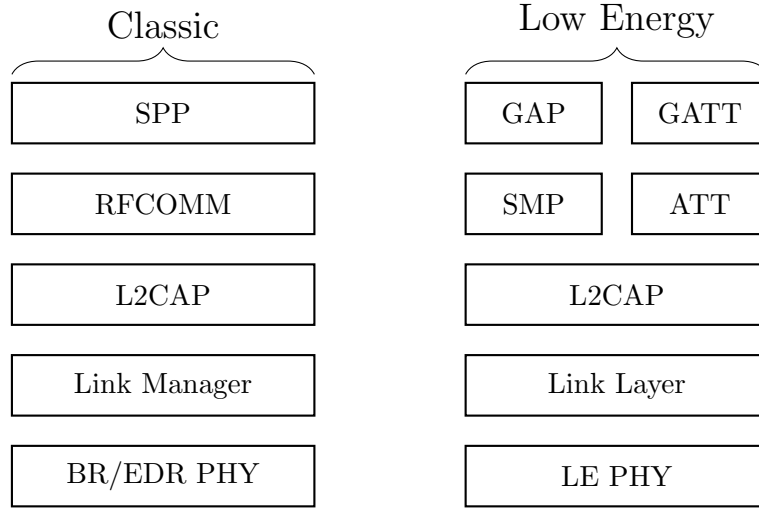 Classic
Low Energy
SPP
GAP
GATT
RFCOMM
SMP
ATT
L2CAP
L2CAP
Link Manager
Link Layer
BR/EDR PHY
LE PHY